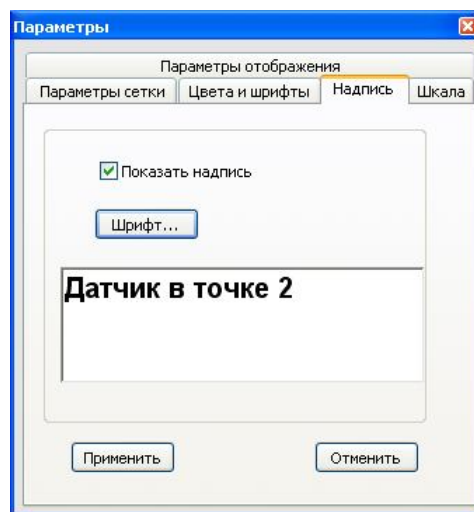 Параметры
Параметры отображения
Параметры сетки Цвета и шрифты Надпись Шкала
Показать надпись
Шрифт...
Датчик в точке 2
Применить Отменить